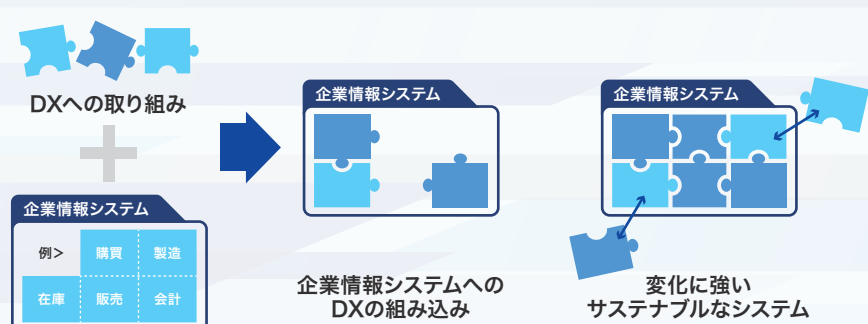 DXへの取り組み
企業情報システム
例>
購買
製造
在庫
販売
会計
企業情報システム
企業情報システムへの
DXの組み込み
企業情報システム
変化に強い
サステナブルなシステム